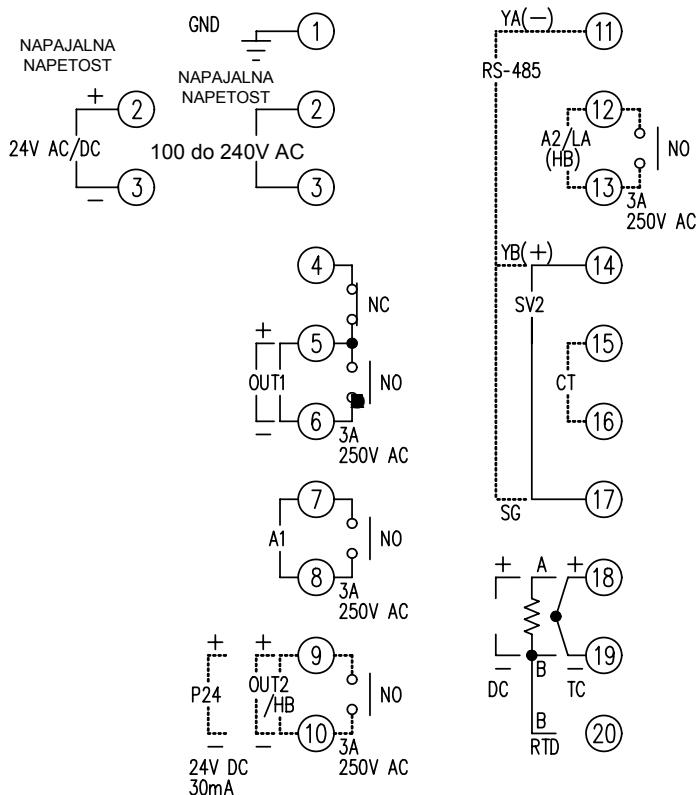 GND
1
YA(−)
11
NAPAJALNA
NAPETOST
RS-485
NAPAJALNA
NAPETOST
+
2
2
12
24V AC/DC
100 do 240V AC
A2/LA
(HB)
NO
−
3
3
13
3A
250V AC
4
YB(+)
14
NC
SV2
+
5
15
OUT1
NO
CT
−
6
16
3A
250V AC
7
17
SG
A1
NO
8
3A
250V AC
+
A
+
18
+
+
9
−
B
−
19
P24
OUT2
/HB
NO
DC
TC
−
−
10
B
RTD
20
24V DC
30mA
3A
250V AC